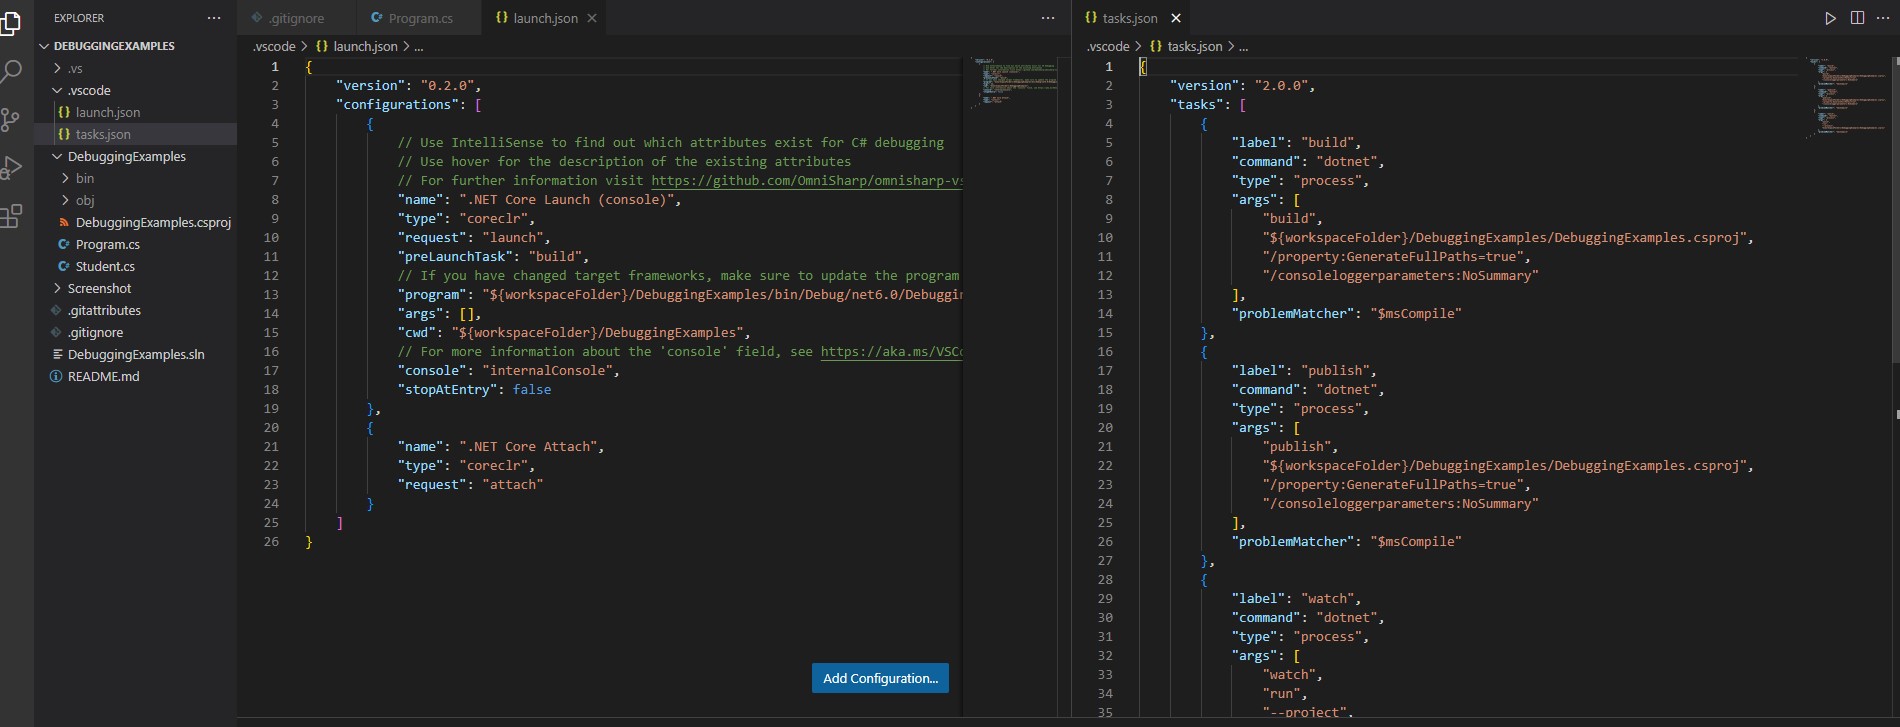 EXPLORER ...
DEBUGGINGEXAMPLES
.vs
.vscode
{} launch.json
{} tasks.json
DebuggingExamples
bin
obj
DebuggingExamples.csproj
C# Program.cs
C# Student.cs
Screenshot
.gitattributes
.gitignore
DebuggingExamples.sln
README.md
.gitignore
C# Program.cs
{} launch.json ...
.vscode > {} launch.json > ...
1 {
2 "version": "0.2.0",
3 "configurations": [
4 {
5 // Use IntelliSense to find out which attributes exist for C# debugging
6 // Use hover for the description of the existing attributes
7 // For further information visit https://github.com/OmniSharp/omnisharp-vs
8 "name": ".NET Core Launch (console)",
9 "type": "coreclr",
10 "request": "launch",
11 "preLaunchTask": "build",
12 // If you have changed target frameworks, make sure to update the program
13 "program": "${workspaceFolder}/DebuggingExamples/bin/Debug/net6.0/Debuggin
14 "args": [],
15 "cwd": "${workspaceFolder}/DebuggingExamples",
16 // For more information about the 'console' field, see https://aka.ms/VSCo
17 "console": "internalConsole",
18 "stopAtEntry": false
19 },
20 {
21 "name": ".NET Core Attach",
22 "type": "coreclr",
23 "request": "attach"
24 }
25 ]
26 }
Add Configuration...
{} tasks.json ...
.vscode > {} tasks.json > ...
1 {
2 "version": "2.0.0",
3 "tasks": [
4 {
5 "label": "build",
6 "command": "dotnet",
7 "type": "process",
8 "args": [
9 "build",
10 "${workspaceFolder}/DebuggingExamples/DebuggingExamples.csproj",
11 "/property:GenerateFullPaths=true",
12 "/consoleloggerparameters:NoSummary"
13 ],
14 "problemMatcher": "$msCompile"
15 },
16 {
17 "label": "publish",
18 "command": "dotnet",
19 "type": "process",
20 "args": [
21 "publish",
22 "${workspaceFolder}/DebuggingExamples/DebuggingExamples.csproj",
23 "/property:GenerateFullPaths=true",
24 "/consoleloggerparameters:NoSummary"
25 ],
26 "problemMatcher": "$msCompile"
27 },
28 {
29 "label": "watch",
30 "command": "dotnet",
31 "type": "process",
32 "args": [
33 "watch",
34 "run",
35 "--project",